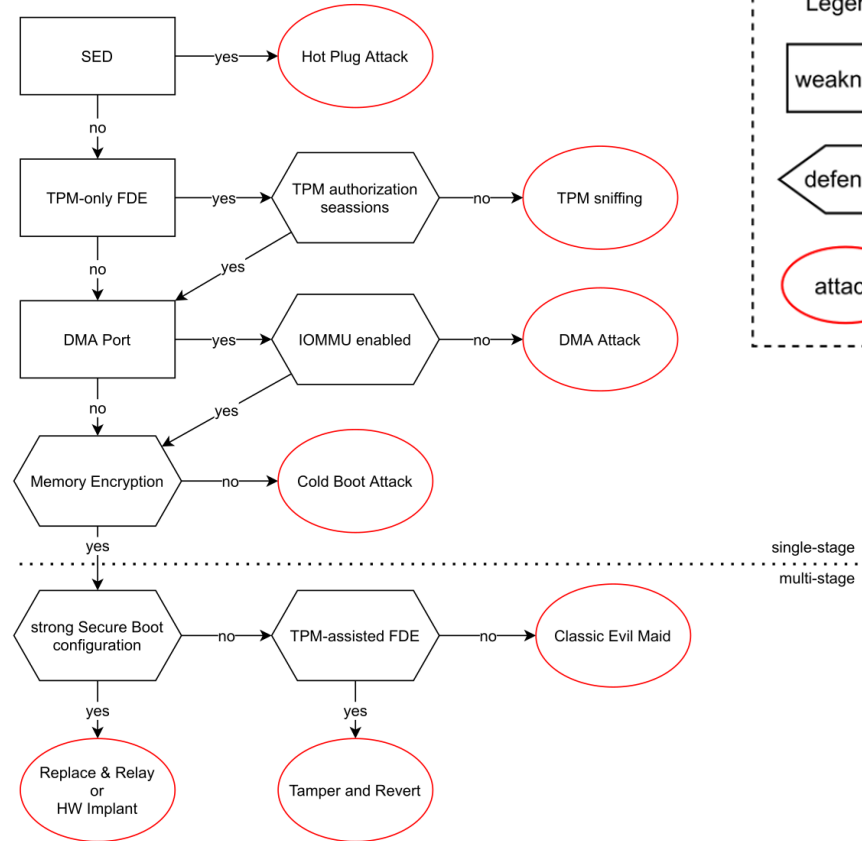 Legen
SED
yes
Hot Plug Attack
weakn
no
TPM-only FDE
yes
TPM authorization
seassions
no
TPM sniffing
defen
no
yes
attac
DMA Port
yes
IOMMU enabled
no
DMA Attack
no
yes
Memory Encryption
no
Cold Boot Attack
yes
single-stage
multi-stage
strong Secure Boot
configuration
no
TPM-assisted FDE
no
Classic Evil Maid
yes
yes
Replace & Relay
or
HW Implant
Tamper and Revert